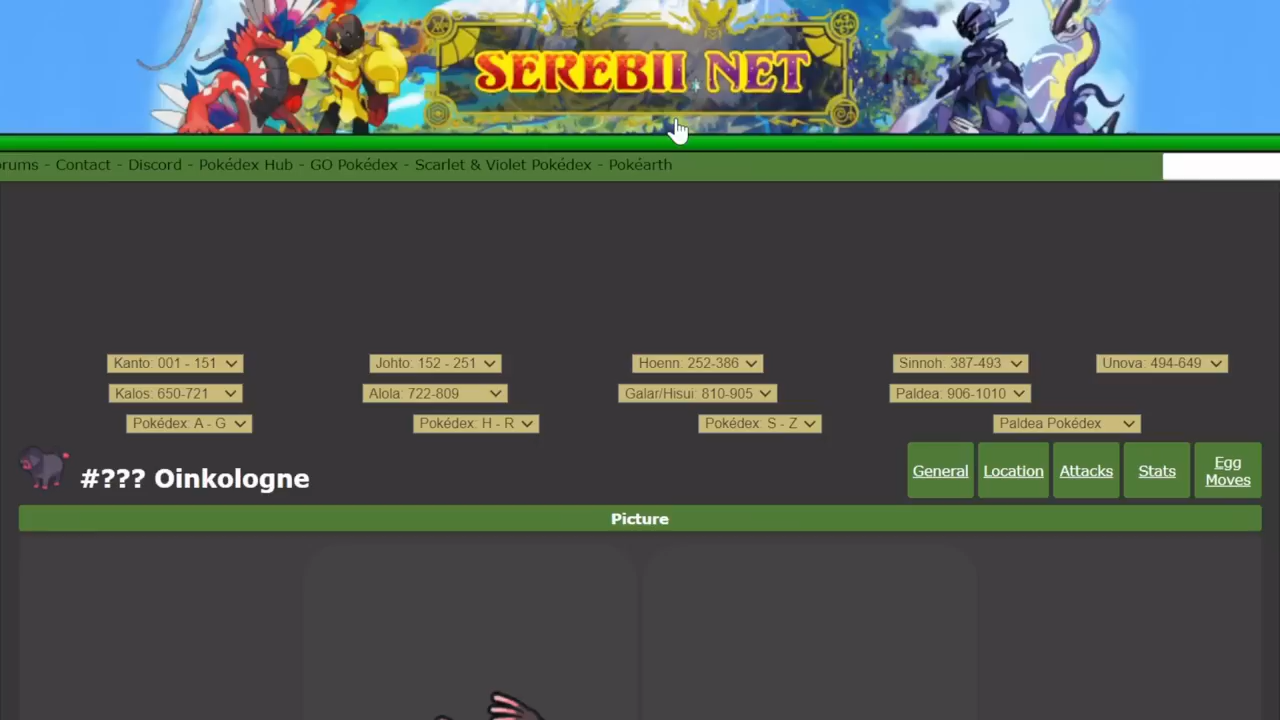 SEREBII.NET
orums - Contact - Discord - Pokédex Hub - GO Pokédex - Scarlet & Violet Pokédex - Pokéarth
Kanto: 001 - 151 Johto: 152 - 251 Hoenn: 252-386 Sinnoh: 387-493 Unova: 494-649
Kalos: 650-721 Alola: 722-809 Galar/Hisui: 810-905 Paldea: 906-1010
Pokédex: A - G Pokédex: H - R Pokédex: S - Z Paldea Pokédex
#??? Oinkologne
General Location Attacks Stats Egg Moves
Picture